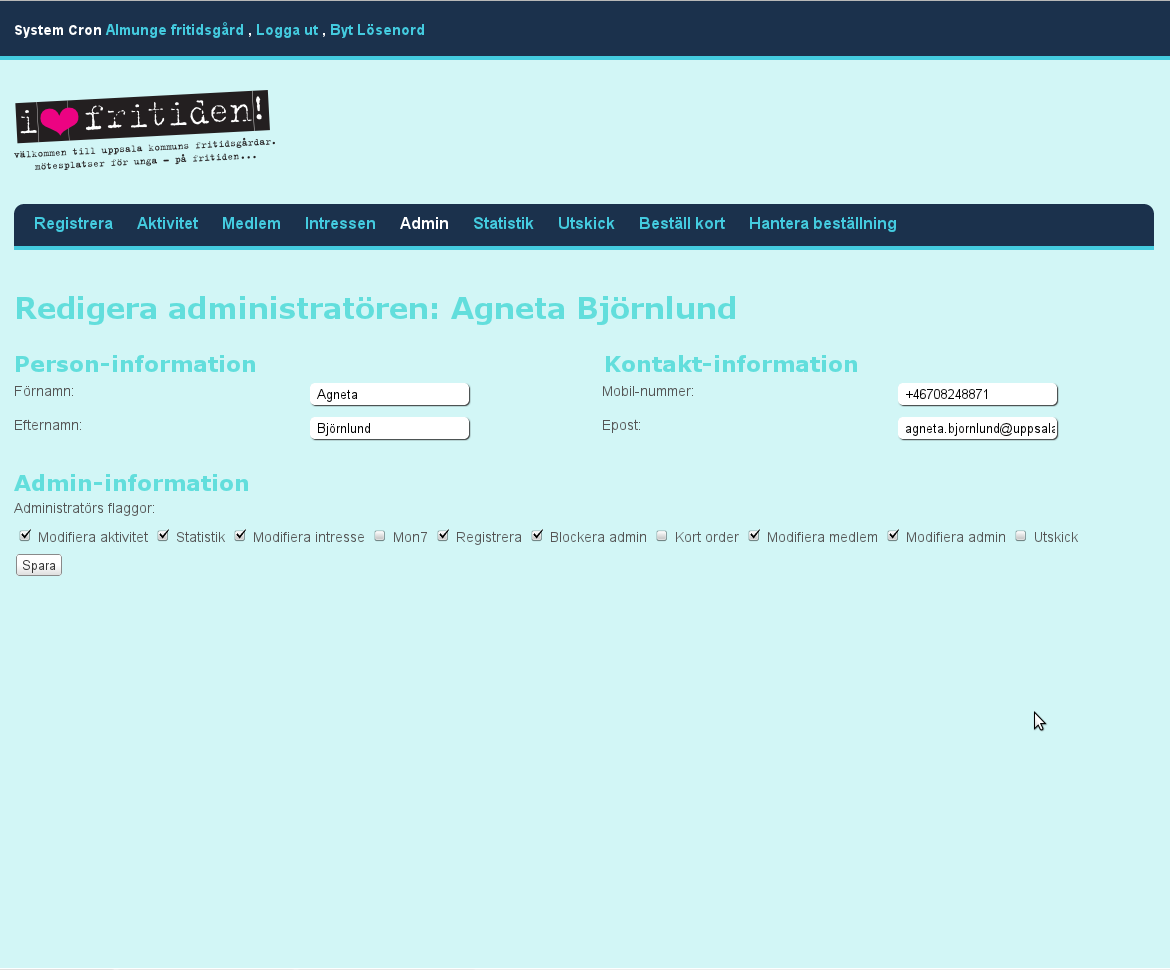 System Cron Almunge fritidsgård , Logga ut , Byt Lösenord
i fritiden!
välkommen till uppsala kommuns fritidsgårdar.
mötesplatser för unga - på fritiden...
Registrera Aktivitet Medlem Intressen Admin Statistik Utskick Beställ kort Hantera beställning
Redigera administratören: Agneta Björnlund
Person-information Kontakt-information
Förnamn: Agneta Mobil-nummer: +46708248871
Efternamn: Björnlund Epost: agneta.bjornlund@uppsala
Admin-information
Administratörs flaggor:
Modifiera aktivitet Statistik Modifiera intresse Mon7 Registrera Blockera admin Kort order Modifiera medlem Modifiera admin Utskick
Spara